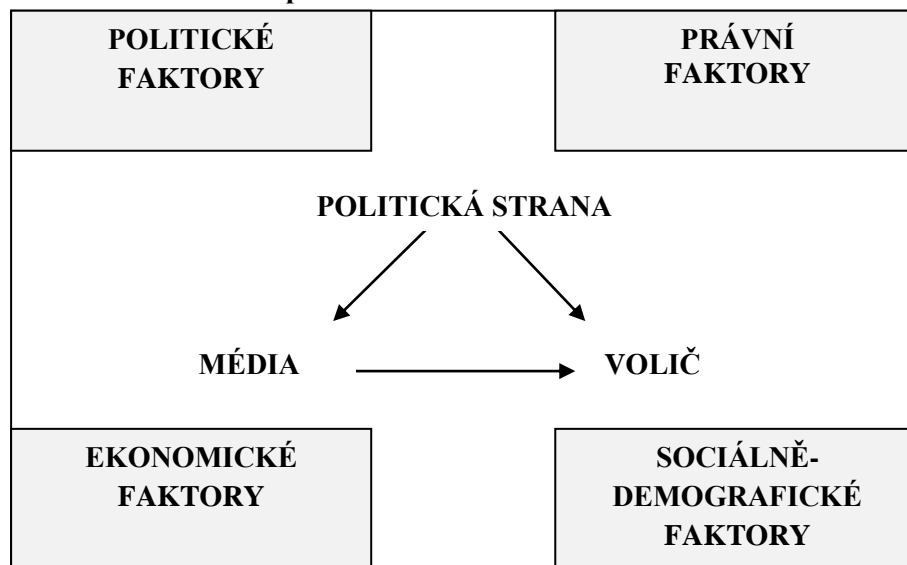 POLITICKÉ
FAKTORY
PRÁVNÍ
FAKTORY
POLITICKÁ STRANA
MÉDIA
VOLIČ
EKONOMICKÉ
FAKTORY
SOCIÁLNĚ-
DEMOGRAFICKÉ
FAKTORY